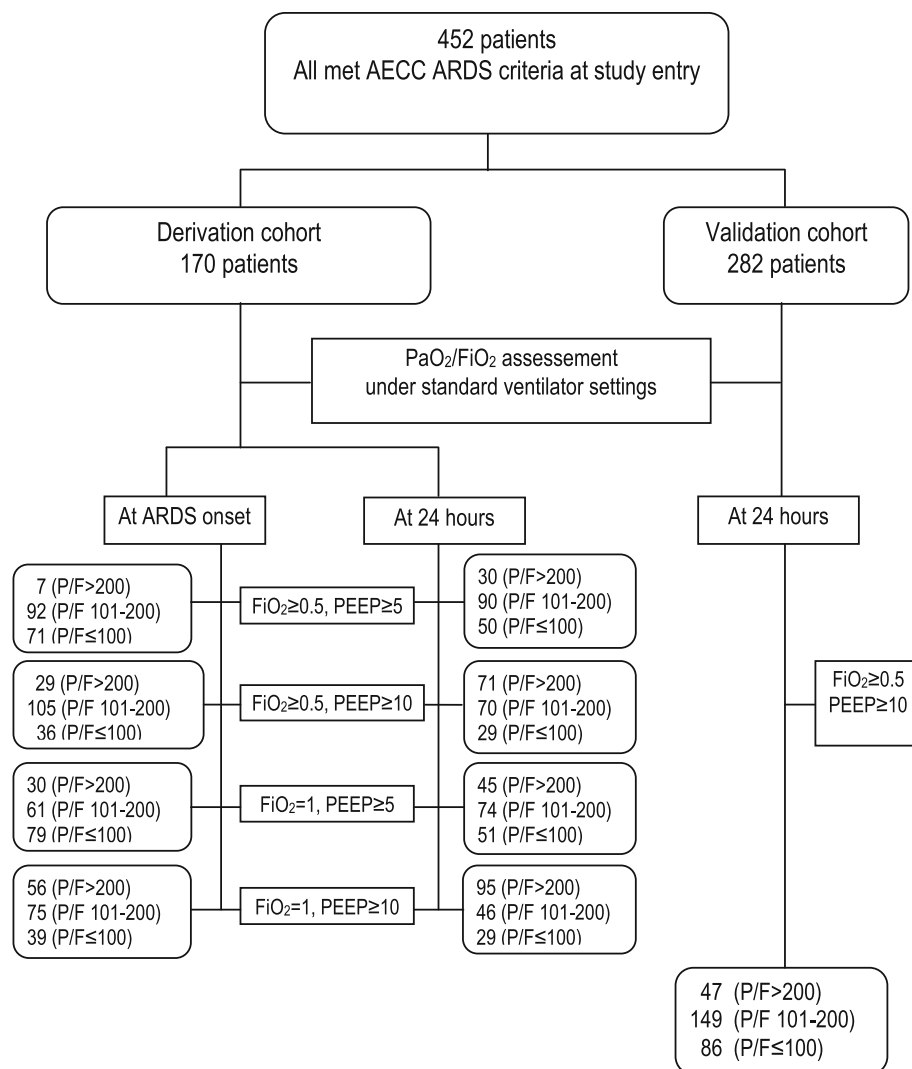 452 patients
All met AECC ARDS criteria at study entry
Derivation cohort
170 patients
Validation cohort
282 patients
PaO₂/FiO₂ assessement
under standard ventilator settings
At ARDS onset
At 24 hours
At 24 hours
7 (P/F>200)
92 (P/F 101-200)
71 (P/F≤100)
FiO₂≥0.5, PEEP≥5
30 (P/F>200)
90 (P/F 101-200)
50 (P/F≤100)
29 (P/F>200)
105 (P/F 101-200)
36 (P/F≤100)
FiO₂≥0.5, PEEP≥10
71 (P/F>200)
70 (P/F 101-200)
29 (P/F≤100)
FiO₂≥0.5
PEEP≥10
30 (P/F>200)
61 (P/F 101-200)
79 (P/F≤100)
FiO₂=1, PEEP≥5
45 (P/F>200)
74 (P/F 101-200)
51 (P/F≤100)
56 (P/F>200)
75 (P/F 101-200)
39 (P/F≤100)
FiO₂=1, PEEP≥10
95 (P/F>200)
46 (P/F 101-200)
29 (P/F≤100)
47 (P/F>200)
149 (P/F 101-200)
86 (P/F≤100)